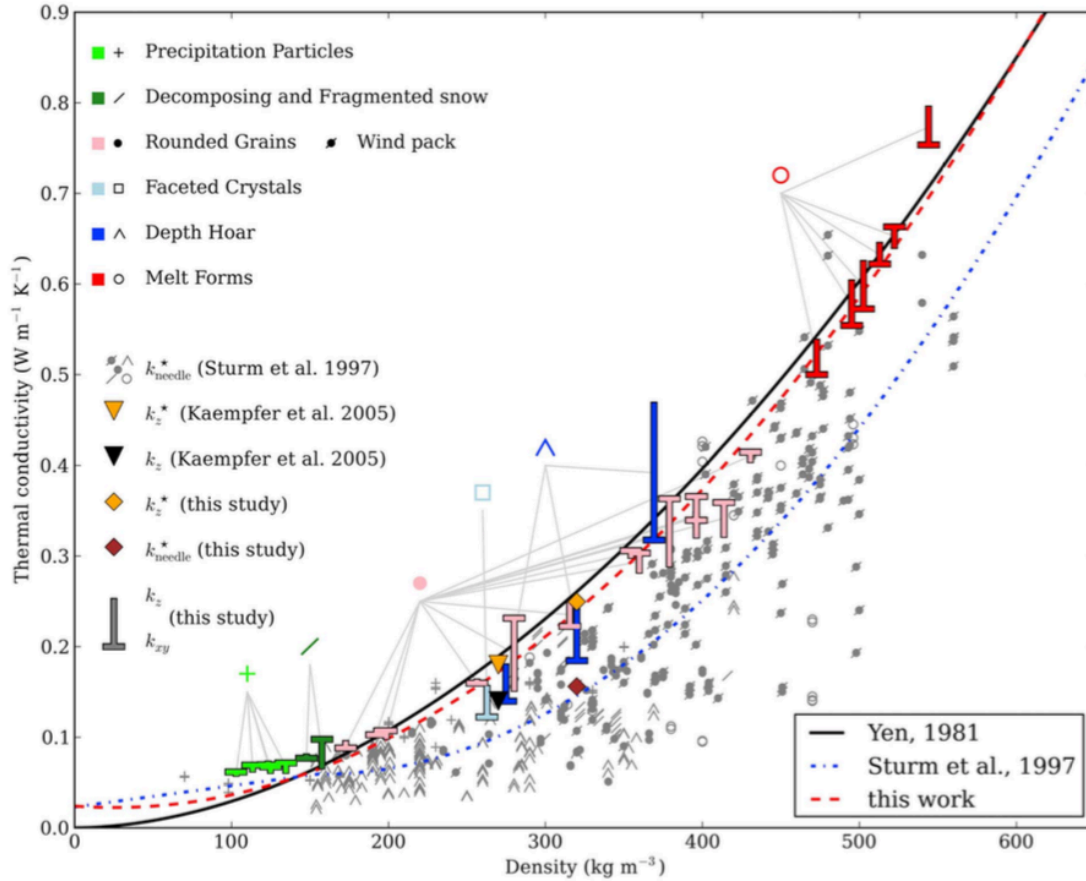 0.9
0.8
0.7
0.6
0.5
0.4
0.3
0.2
0.1
0.0
Thermal conductivity (W m⁻¹ K⁻¹)
Precipitation Particles
Decomposing and Fragmented snow
Rounded Grains Wind pack
Faceted Crystals
Depth Hoar
Melt Forms
k*needle (Sturm et al. 1997)
kz* (Kaempfer et al. 2005)
kz (Kaempfer et al. 2005)
kz* (this study)
k*needle (this study)
kz
(this study)
kxy
Yen, 1981
Sturm et al., 1997
this work
0 100 200 300 400 500 600
Density (kg m⁻³)